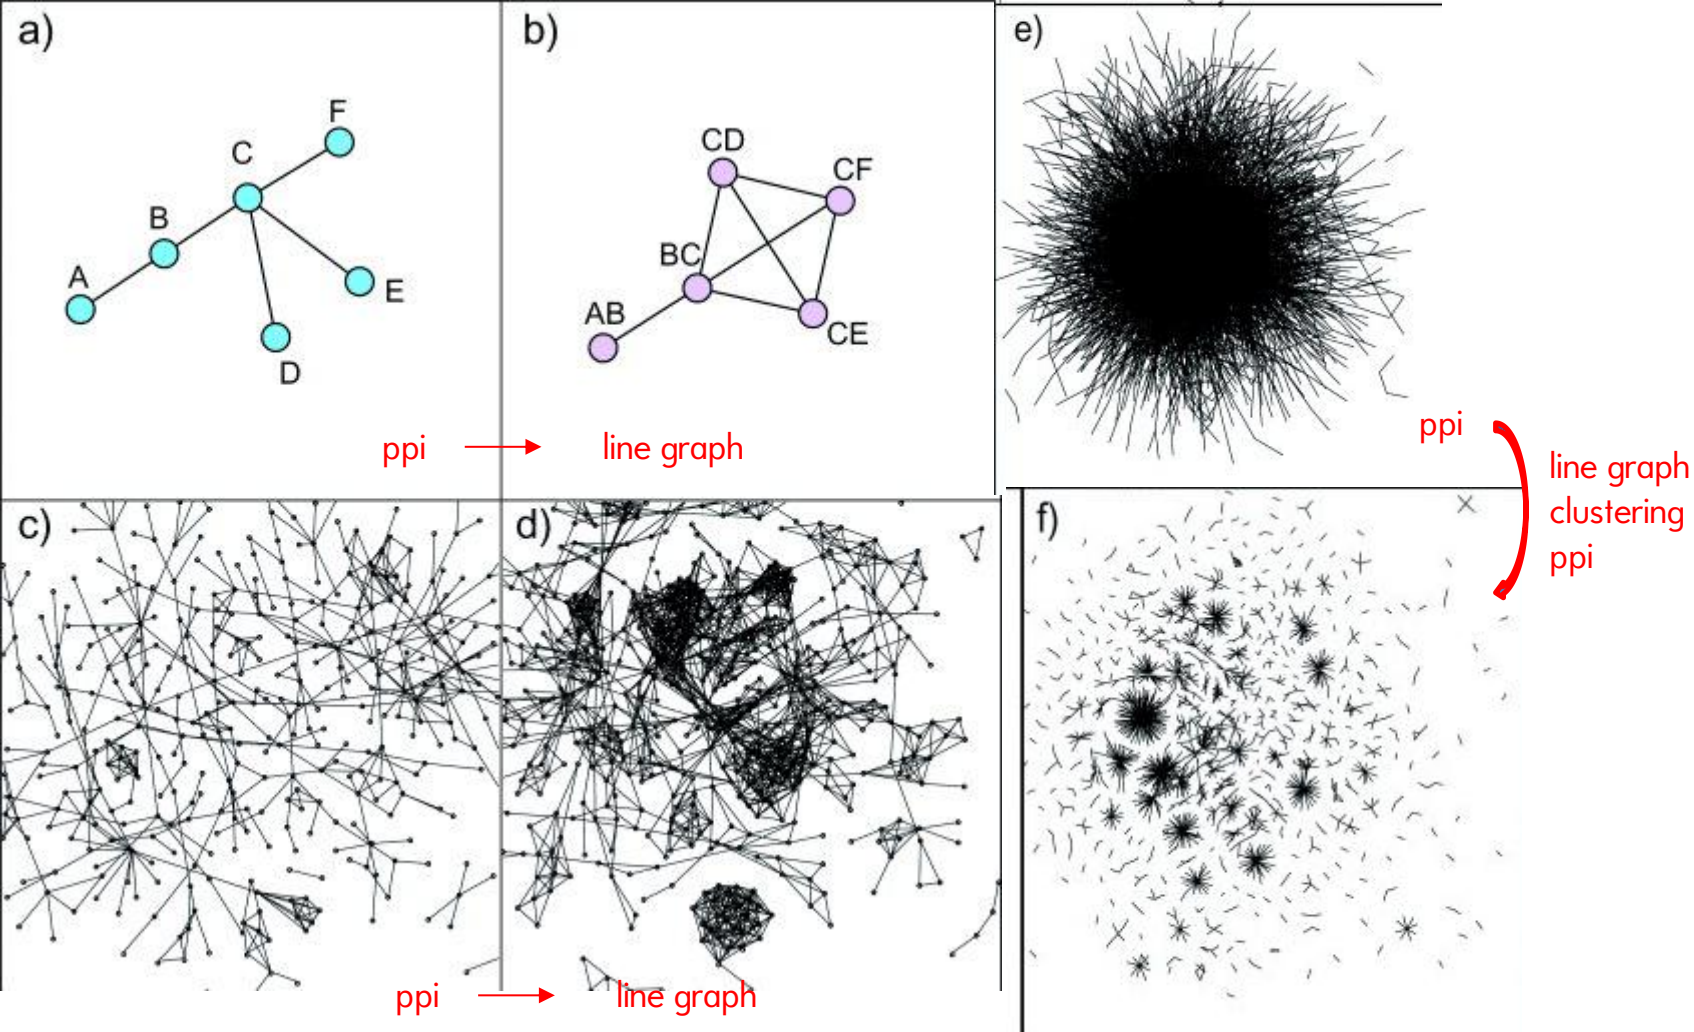 a)
F
C
B
A
E
D
b)
CD
CF
BC
AB
CE
ppi
line graph
c)
d)
ppi
line graph
e)
ppi
line graph
clustering
ppi
f)